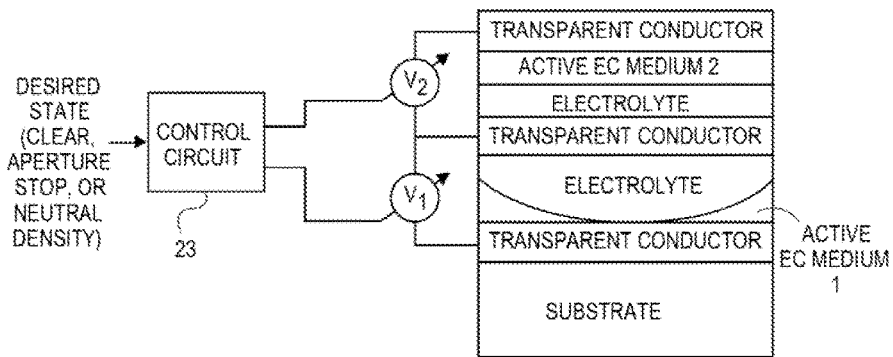 DESIRED
STATE
(CLEAR,
APERTURE
STOP, OR
NEUTRAL
DENSITY)
CONTROL
CIRCUIT
23
V2
V1
TRANSPARENT CONDUCTOR
ACTIVE EC MEDIUM 2
ELECTROLYTE
TRANSPARENT CONDUCTOR
ELECTROLYTE
TRANSPARENT CONDUCTOR
SUBSTRATE
ACTIVE
EC MEDIUM
1